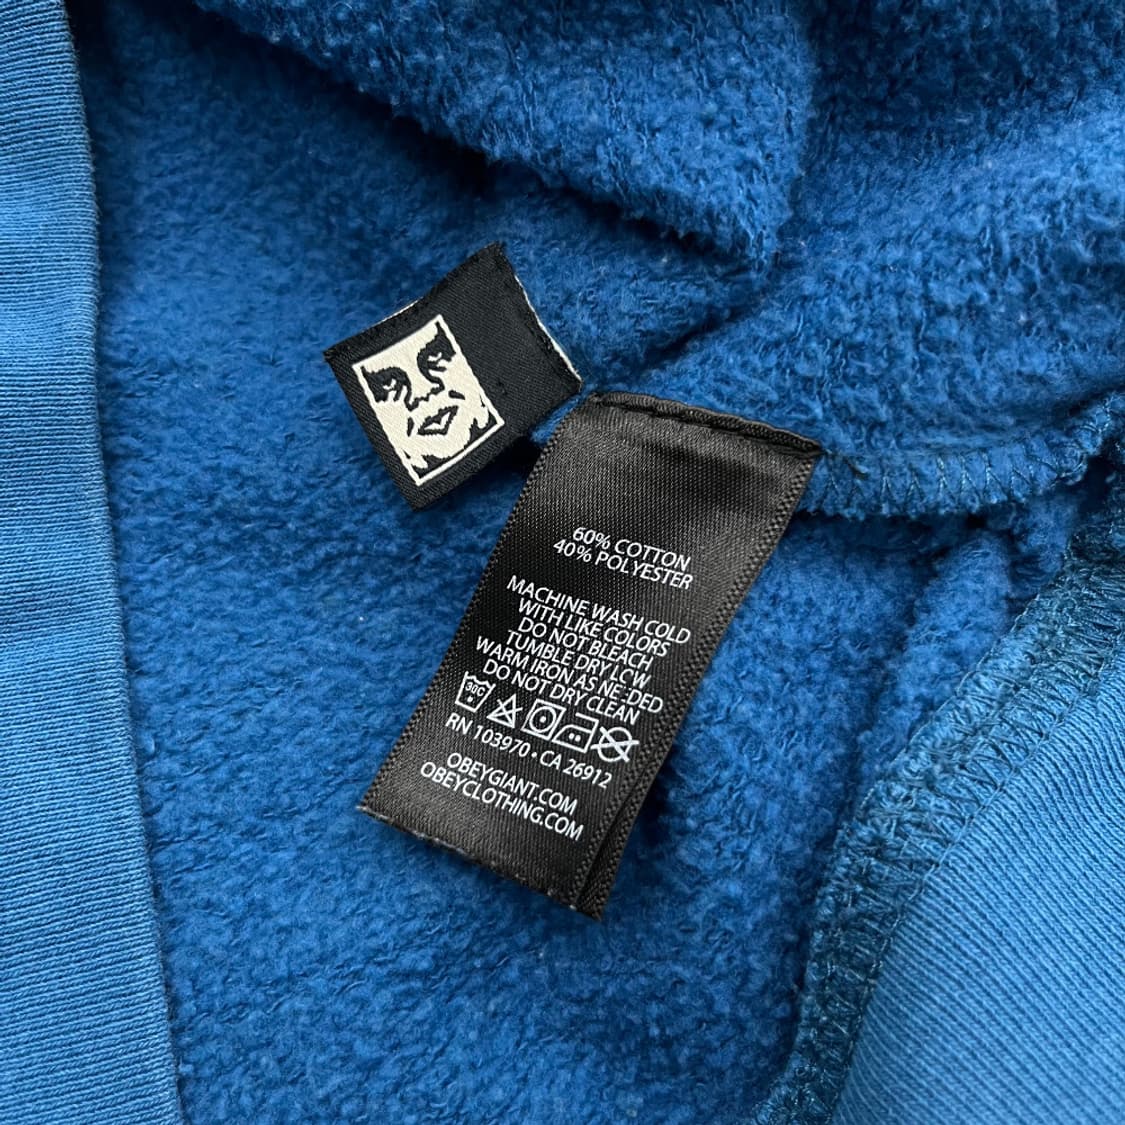 60% COTTON
40% POLYESTER
MACHINE WASH COLD
WITH LIKE COLORS
DO NOT BLEACH
TUMBLE DRY LOW
WARM IRON AS NEEDED
DO NOT DRY CLEAN
30C
RN 103970 • CA 26912
OBEYGIANT.COM
OBEYCLOTHING.COM